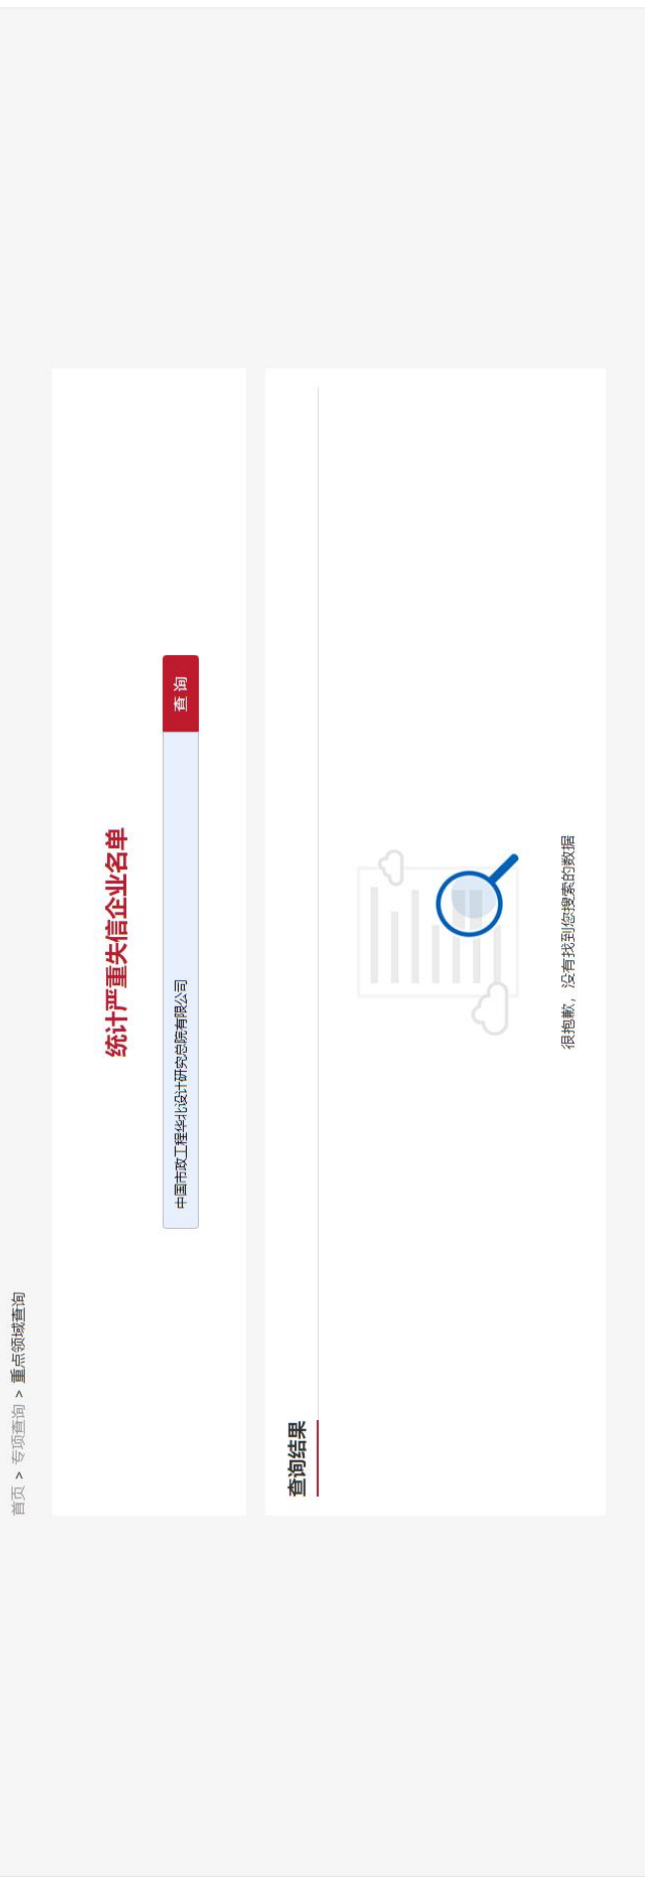 首页 > 专项查询 > 重点领域查询
统计严重失信企业名单
中国市政工程华北设计研究总院有限公司
查询
查询结果
很抱歉，没有找到您搜索的数据